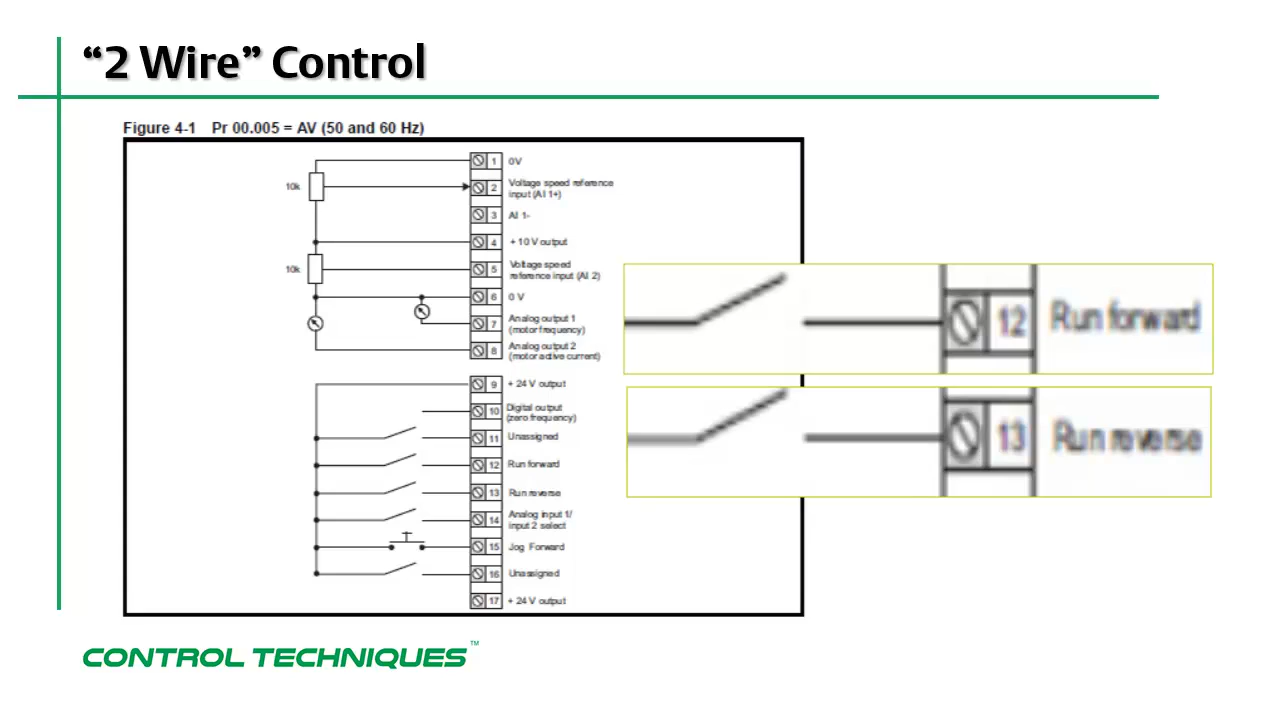 “2 Wire” Control
Figure 4-1 Pr 00.005 = AV (50 and 60 Hz)
10k
10k
1 0V
2 Voltage speed reference
input (AI 1+)
3 AI 1-
4 + 10 V output
5 Voltage speed
reference input (AI 2)
6 0 V
7 Analog output 1
(motor frequency)
8 Analog output 2
(motor active current)
9 + 24 V output
10 Digital output
(zero frequency)
11 Unassigned
12 Run forward
13 Run reverse
14 Analog input 1/
input 2 select
15 Jog Forward
16 Unassigned
17 + 24 V output
12 Run forward
13 Run reverse
CONTROL TECHNIQUES™